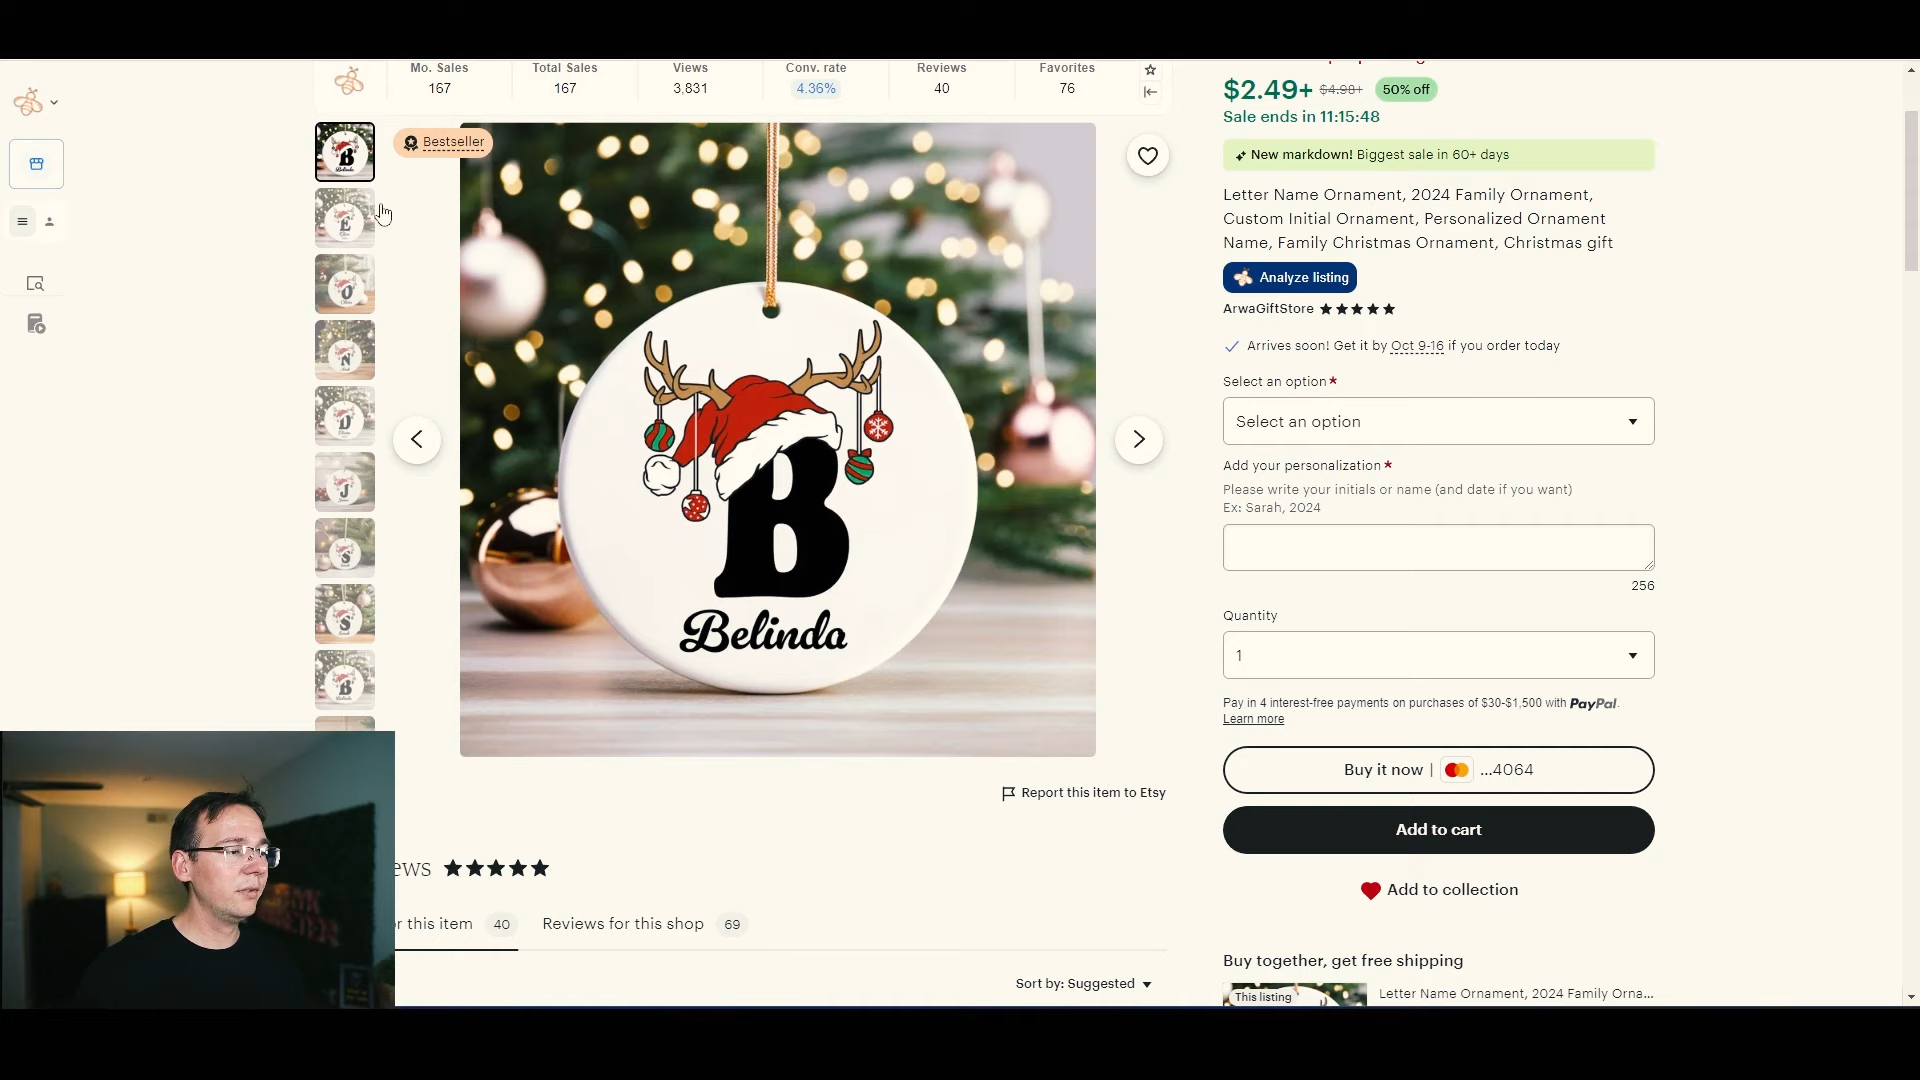 Mo. Sales
167
Total Sales
167
Views
3,831
Conv. rate
4.36%
Reviews
40
Favorites
76
Bestseller
B
Belinda
Report this item to Etsy
ews
r this item 40
Reviews for this shop 69
Sort by: Suggested
$2.49+ $4.98+ 50% off
Sale ends in 11:15:48
New markdown! Biggest sale in 60+ days
Letter Name Ornament, 2024 Family Ornament,
Custom Initial Ornament, Personalized Ornament
Name, Family Christmas Ornament, Christmas gift
Analyze listing
ArwaGiftStore
Arrives soon! Get it by Oct 9-16 if you order today
Select an option*
Select an option
Add your personalization*
Please write your initials or name (and date if you want)
Ex: Sarah, 2024
256
Quantity
1
Pay in 4 interest-free payments on purchases of $30-$1,500 with PayPal.
Learn more
Buy it now | ...4064
Add to cart
Add to collection
Buy together, get free shipping
This listing
Letter Name Ornament, 2024 Family Orna...